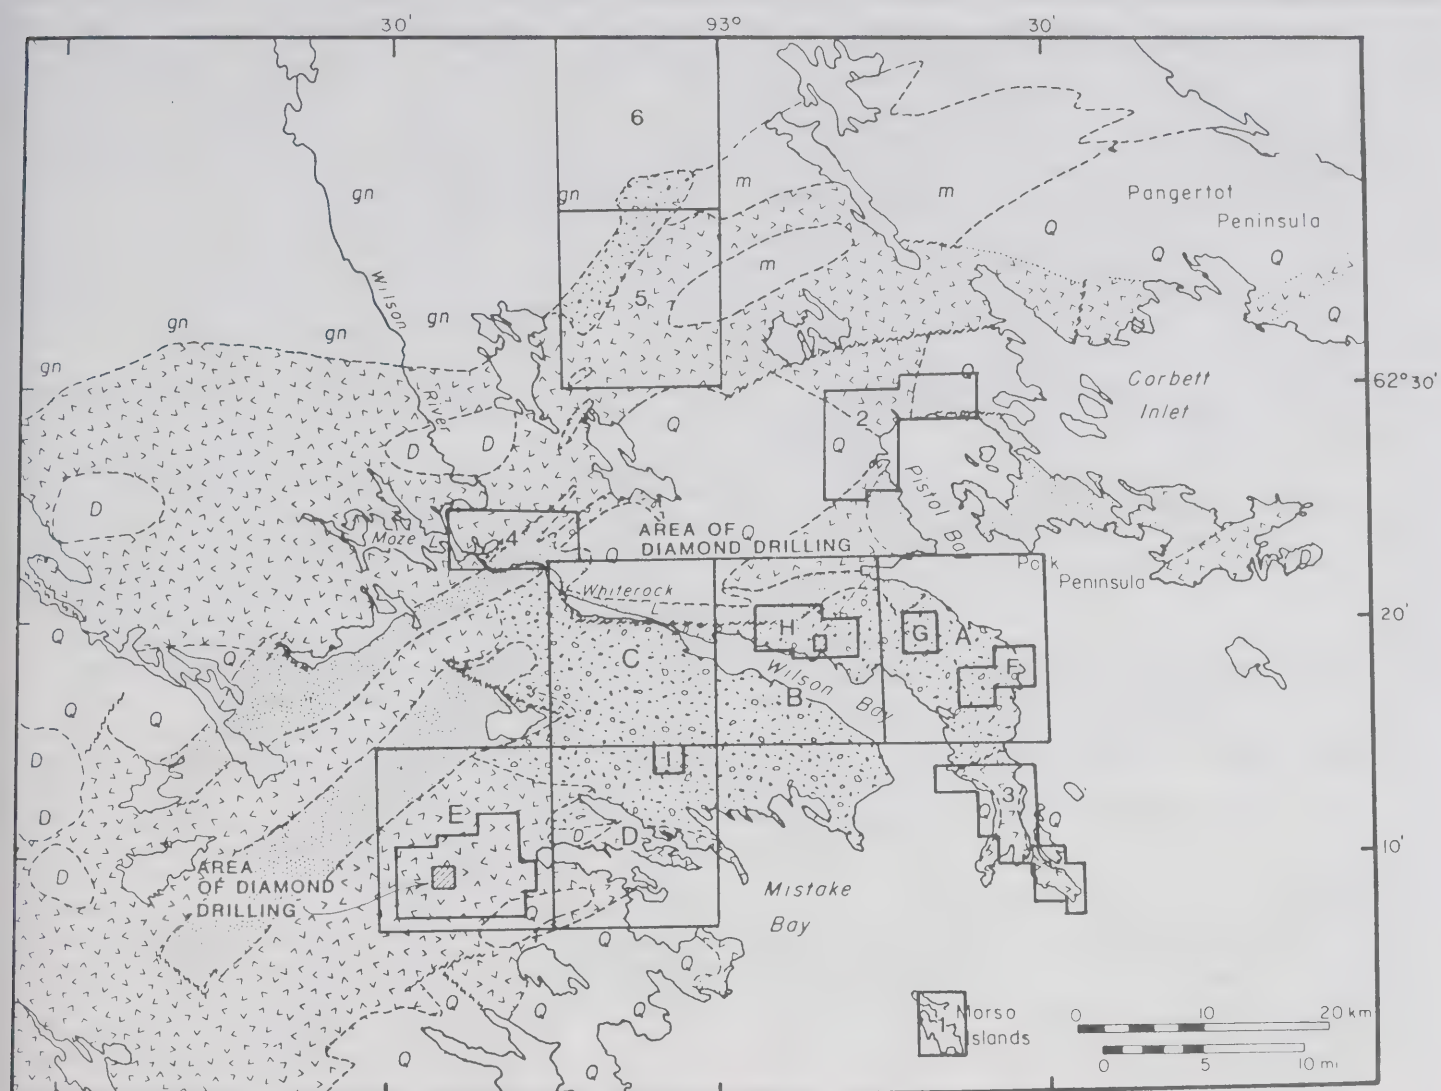 30' 93° 30'
6
gn gn m m
Pangertot
Peninsula
Q
Q Q
m
5
Wilson
River
gn gn gn
gn
Q
62°30'
Corbett
Inlet
Q
2
Q
Q
D D
D
Pistol
Maze 4
AREA OF
DIAMOND DRILLING
Q
Q
Park
Peninsula
D
Whiterock
L
20'
H G A
F
C
Wilson
Bay
B
Q Q
Q Q
D
I
E
D
D
D
3
Q Q
10'
D
AREA
OF DIAMOND
DRILLING
Mistake
Bay
Q
Q
Q
Q Q Q
Q Q
1
Morso
Islands
0 10 20 km
0 5 10 mi